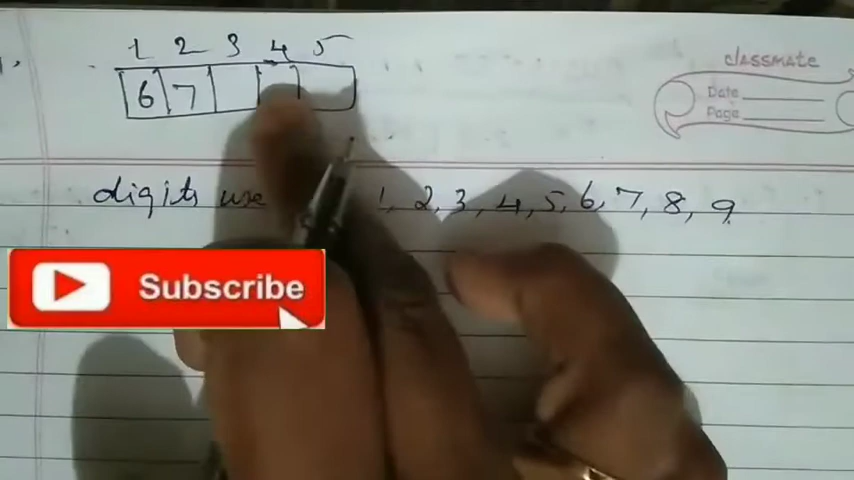 1 2 3 4 5
6 7
CLASSMATE
Date
Page
digits use 1, 2, 3, 4, 5, 6, 7, 8, 9
Subscribe